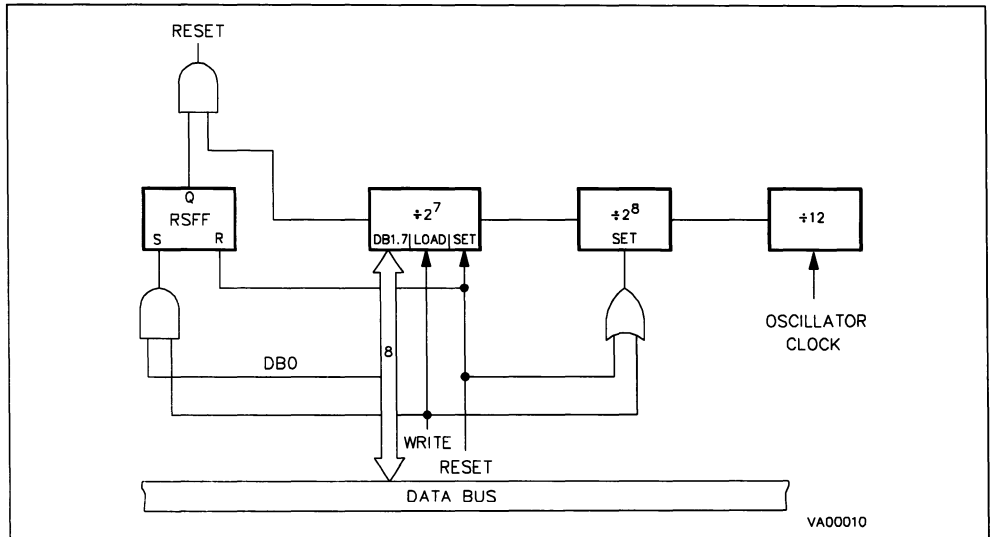 RESET
Q
RSFF
S R
÷2⁷
DB1.7|LOAD|SET
÷2⁸
SET
÷12
OSCILLATOR
CLOCK
8
DB0
WRITE
RESET
DATA BUS
VA00010